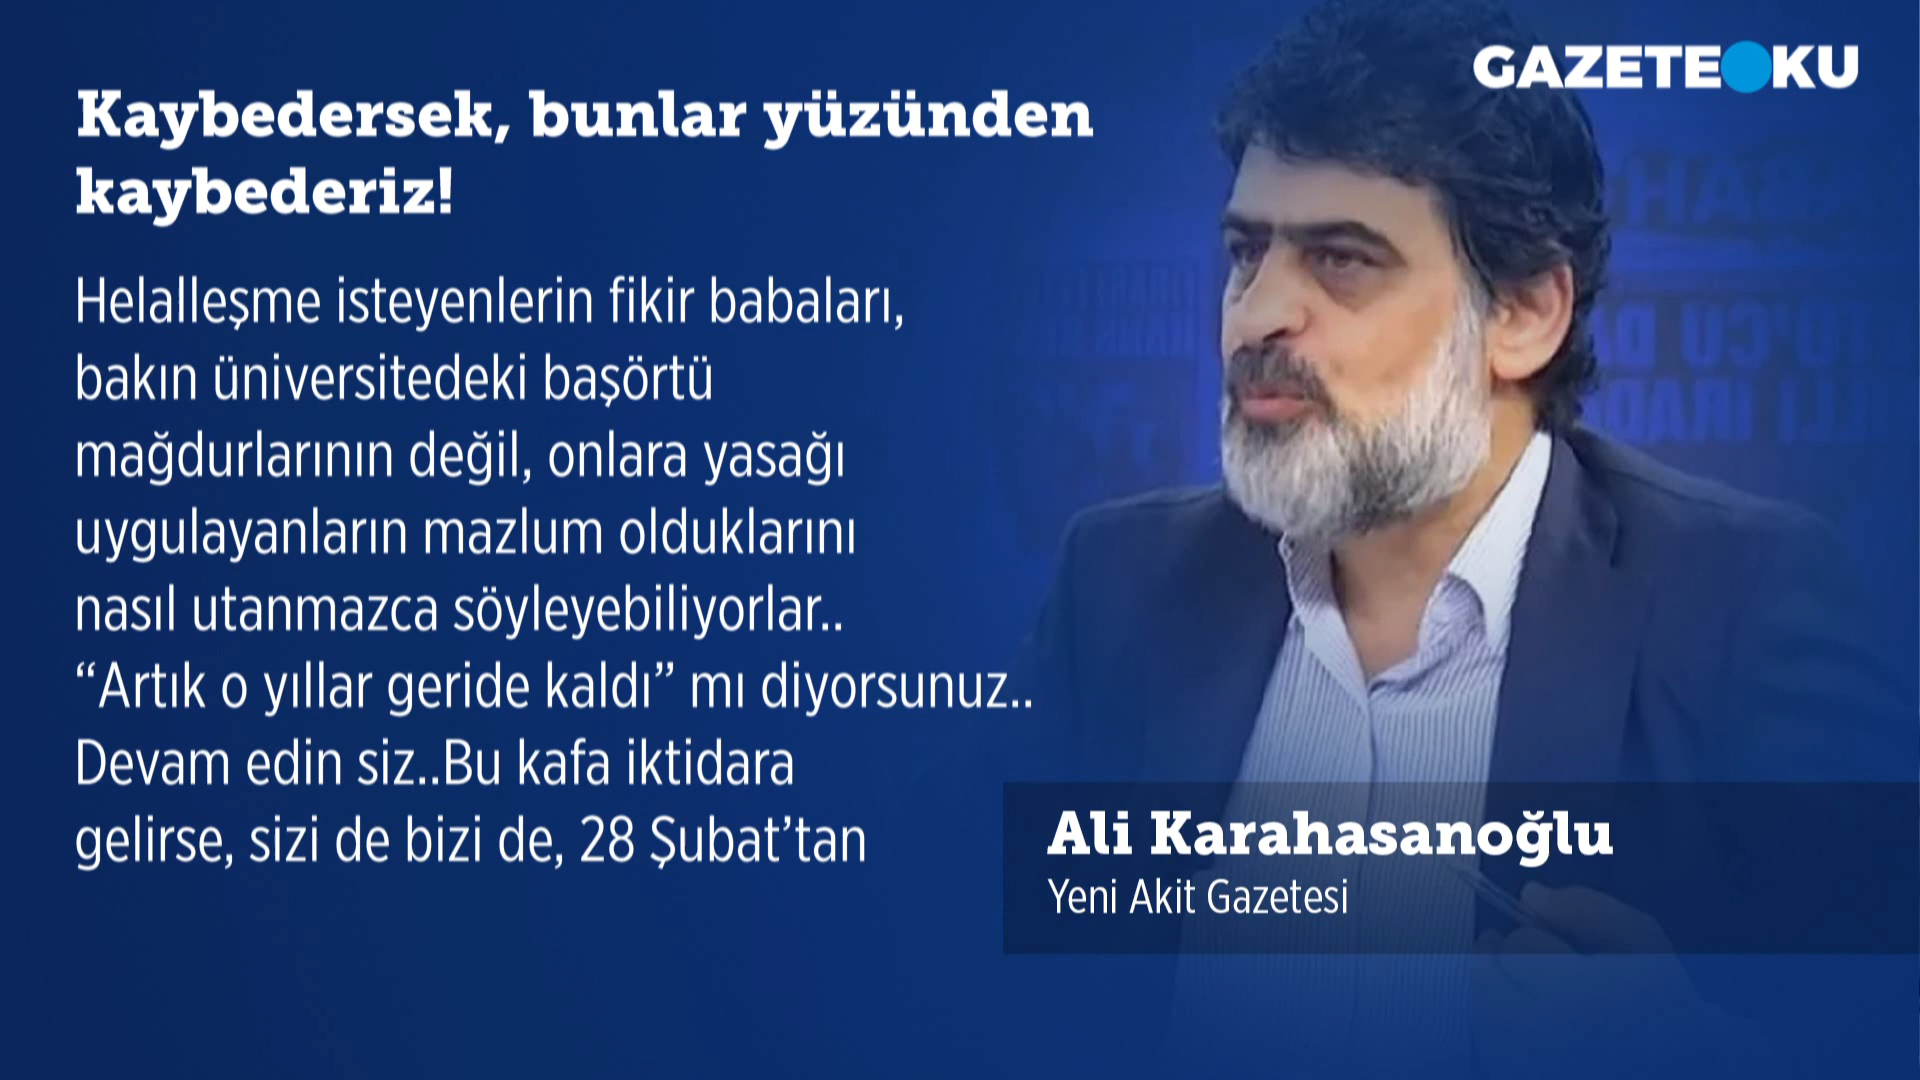 GAZETE KU
Kaybedersek, bunlar yüzünden
kaybederiz!
Helalleşme isteyenlerin fikir babaları,
bakın üniversitedeki başörtü
mağdurlarının değil, onlara yasağı
uygulayanların mazlum olduklarını
nasıl utanmazca söyleyebiliyorlar..
“Artık o yıllar geride kaldı” mı diyorsunuz..
Devam edin siz..Bu kafa iktidara
gelirse, sizi de bizi de, 28 Şubat’tan
Ali Karahasanoğlu
Yeni Akit Gazetesi